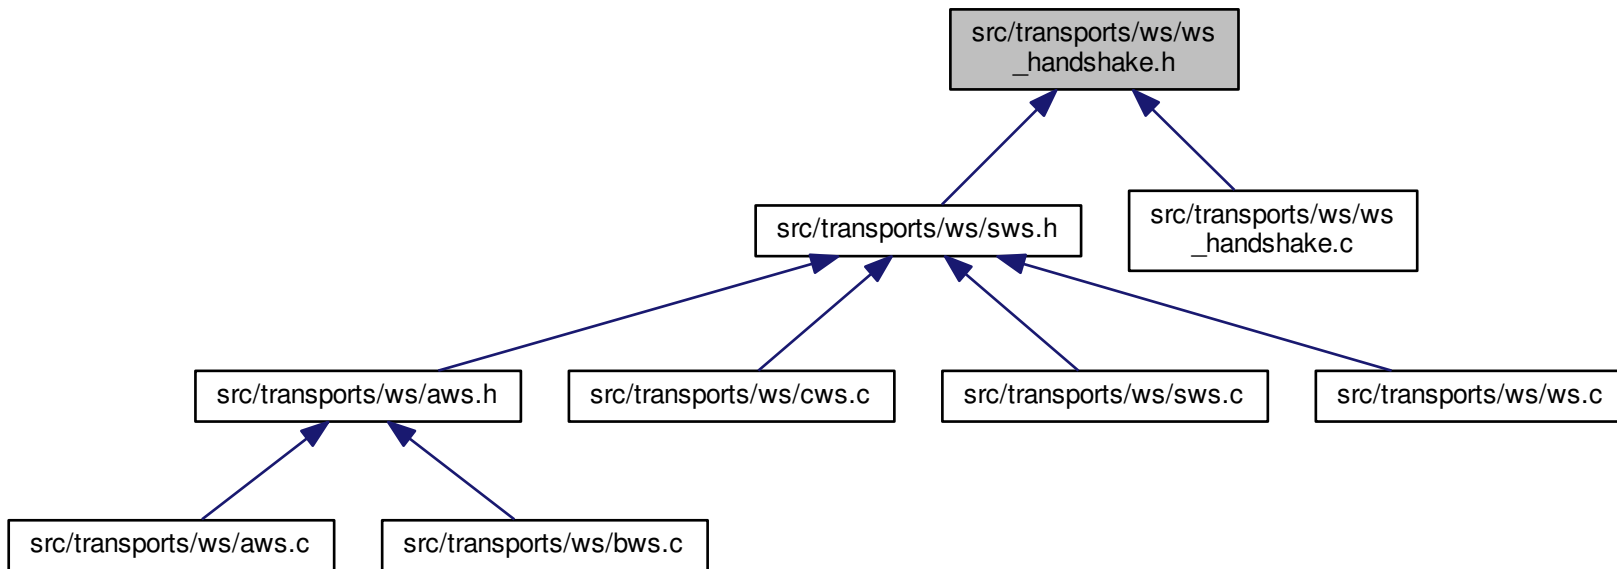 src/transports/ws/ws
_handshake.h
src/transports/ws/sws.h
src/transports/ws/ws
_handshake.c
src/transports/ws/aws.h
src/transports/ws/cws.c
src/transports/ws/sws.c
src/transports/ws/ws.c
src/transports/ws/aws.c
src/transports/ws/bws.c